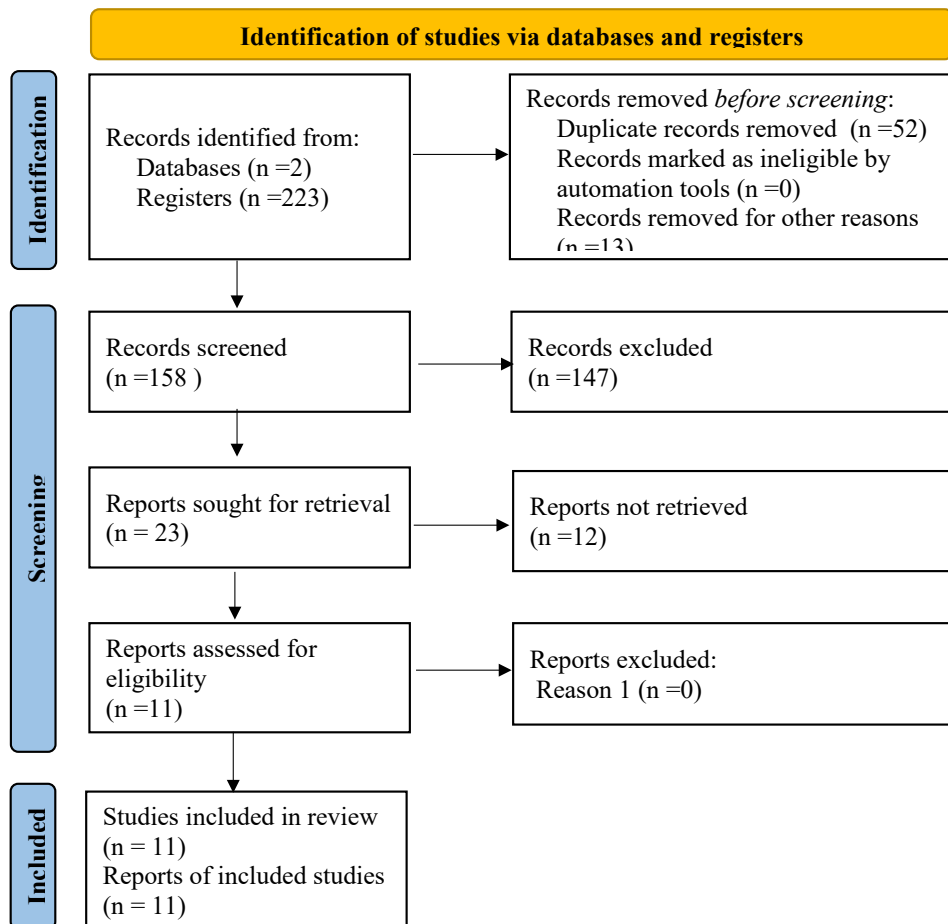 Identification of studies via databases and registers
Identification
Records identified from:
Databases (n =2)
Registers (n =223)
Records removed before screening:
Duplicate records removed (n =52)
Records marked as ineligible by
automation tools (n =0)
Records removed for other reasons
(n =13)
Screening
Records screened
(n =158 )
Records excluded
(n =147)
Reports sought for retrieval
(n = 23)
Reports not retrieved
(n =12)
Reports assessed for
eligibility
(n =11)
Reports excluded:
Reason 1 (n =0)
Included
Studies included in review
(n = 11)
Reports of included studies
(n = 11)